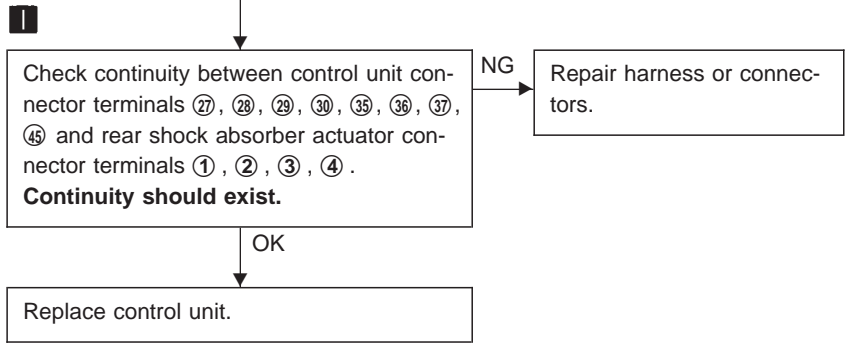 I
Check continuity between control unit con-
nector terminals ㉗, ㉘, ㉙, ㉚, ㉟, ㊱, ㊲,
㊺ and rear shock absorber actuator con-
nector terminals ① , ② , ③ , ④ .
Continuity should exist.
NG
Repair harness or connec-
tors.
OK
Replace control unit.